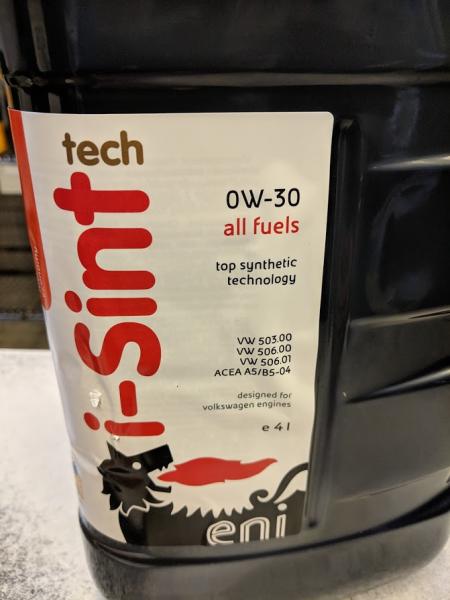 tech
i-Sint
0W-30
all fuels
top synthetic
technology
VW 503.00
VW 506.00
VW 506.01
ACEA A5/B5-04
designed for
volkswagen engines
e 4 l
eni